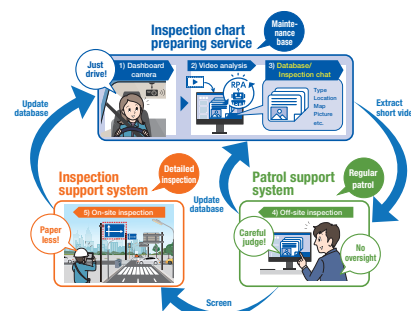 Inspection chart
preparing service
Mainte-
nance
base
Just
drive!
1) Dashboard
camera
2) Video analysis
3) Database/
Inspection chat
RPA
Type
Location
Map
Picture
etc.
Update
database
Extract
short vide
Inspection
support system
Detailed
inspection
Patrol support
system
Regular
patrol
Update
database
5) On-site inspection
Paper
less!
4) Off-site inspection
Careful
judge!
No
oversight
Screen